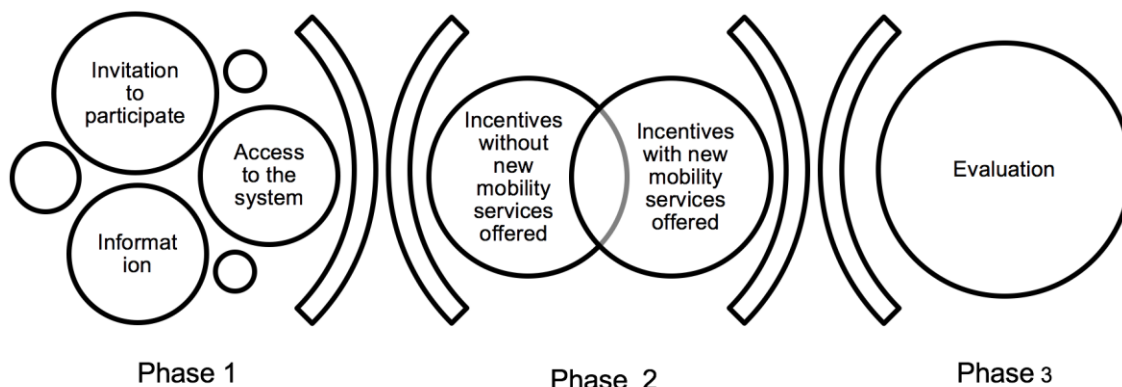 Invitation
to
participate
Access
to the
system
Informat
ion
Phase 1
Incentives
without
new
mobility
services
offered
Incentives
with new
mobility
services
offered
Phase 2
Evaluation
Phase 3